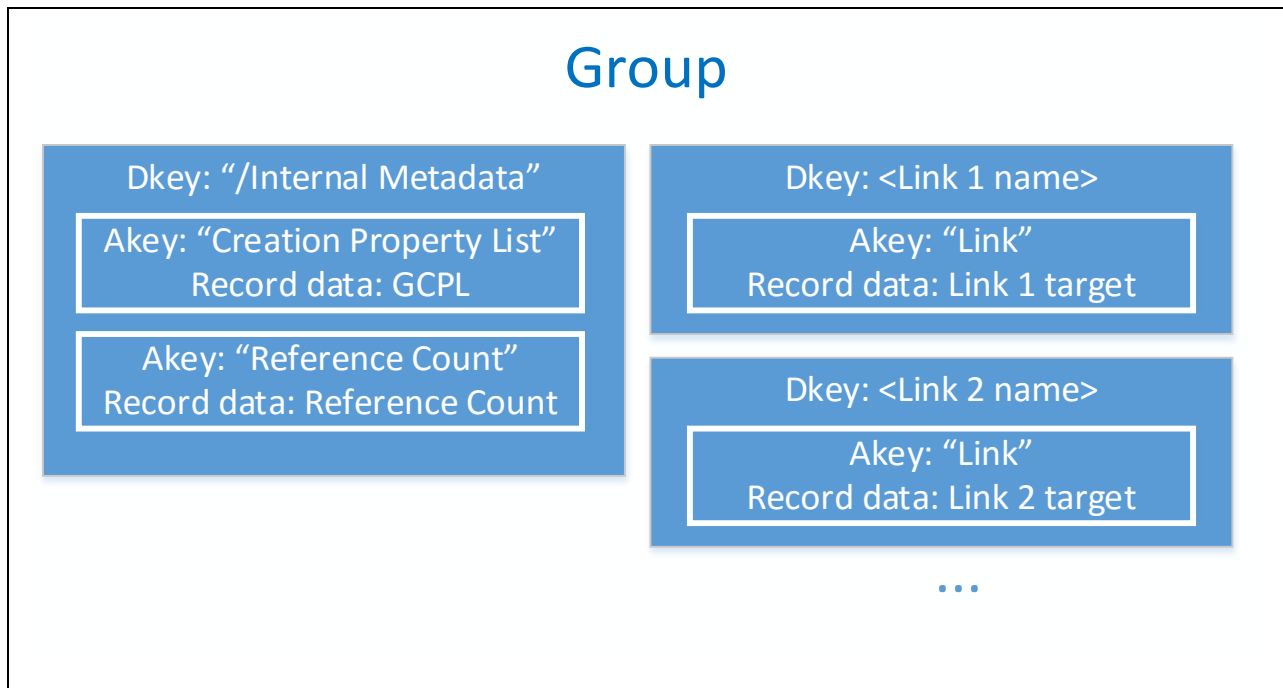 Group
Dkey: “/Internal Metadata”
Akey: “Creation Property List”
Record data: GCPL
Akey: “Reference Count”
Record data: Reference Count
Dkey: <Link 1 name>
Akey: “Link”
Record data: Link 1 target
Dkey: <Link 2 name>
Akey: “Link”
Record data: Link 2 target
...